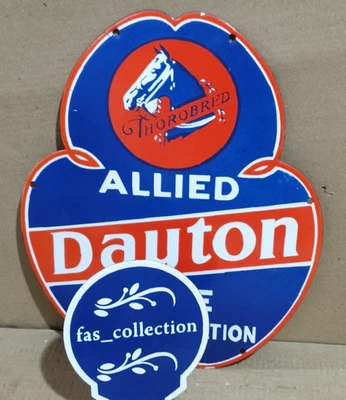 THOROBRED
ALLIED
Dayton
E
TION
fas_collection